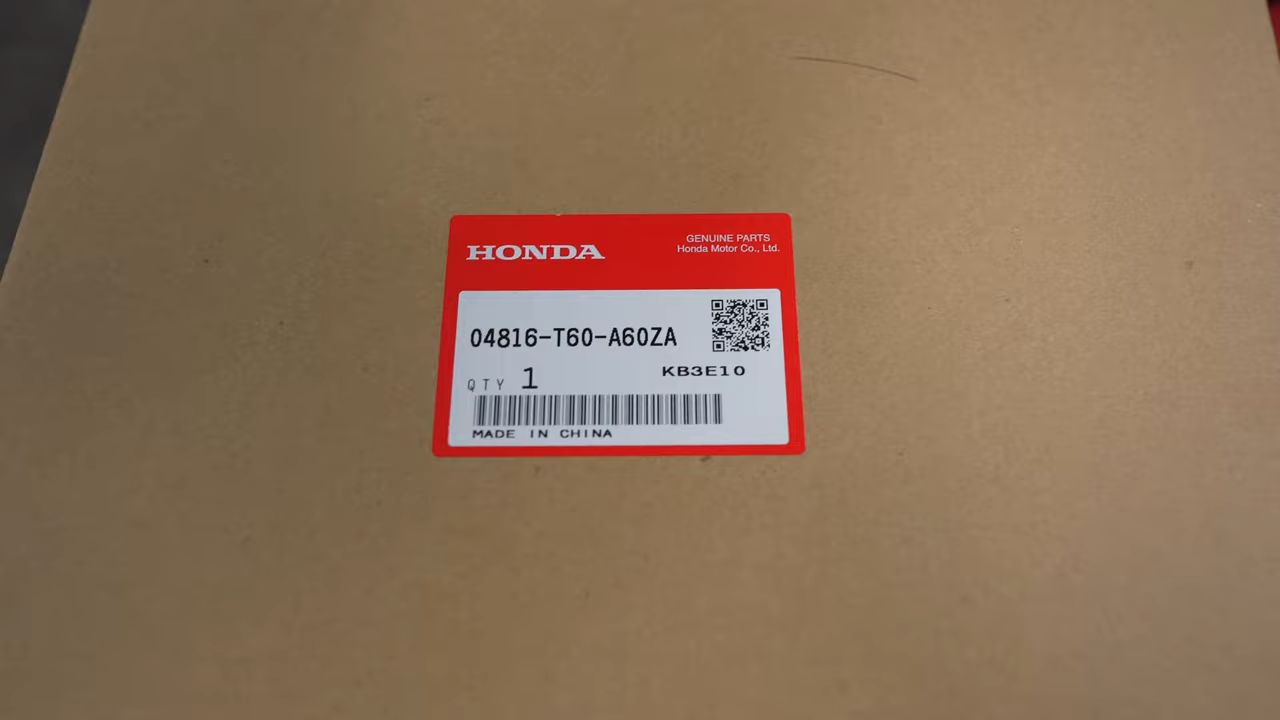 HONDA
GENUINE PARTS
Honda Motor Co., Ltd.
04816-T60-A60ZA
QTY 1
KB3E10
MADE IN CHINA